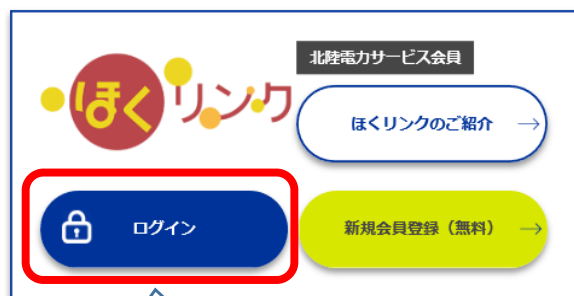 北陸電力サービス会員
ほくリンク
ほくリンクのご紹介
ログイン
新規会員登録（無料）